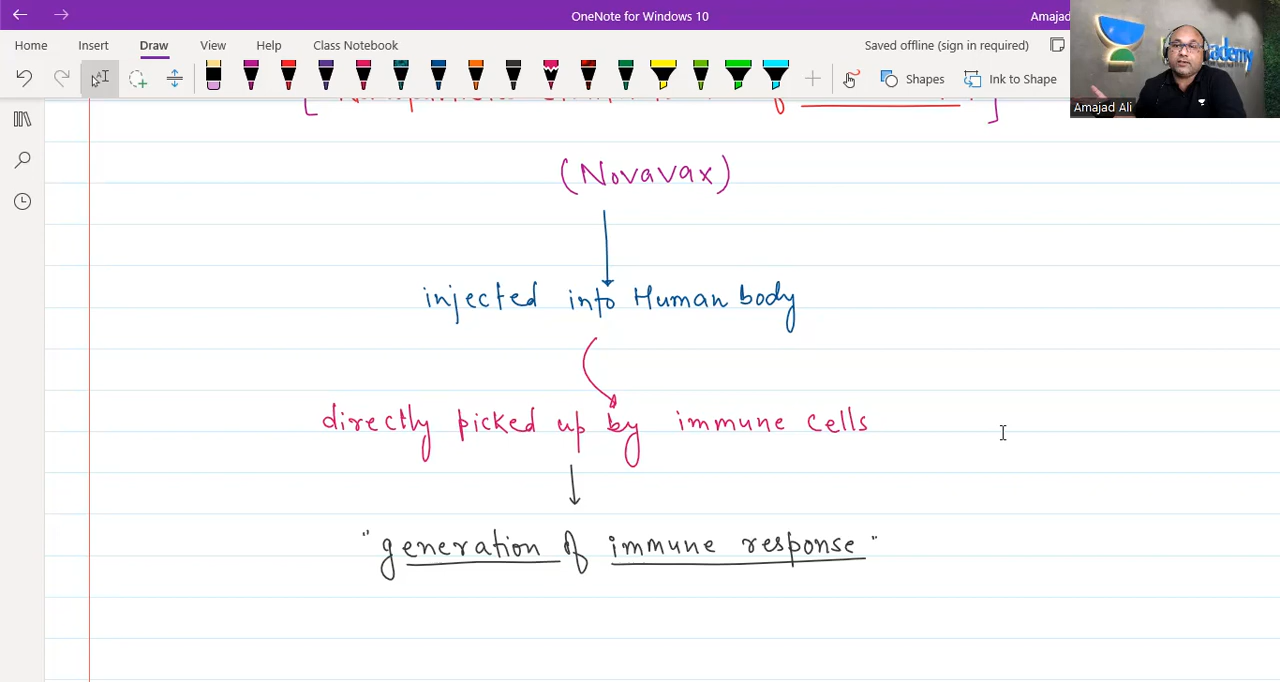 OneNote for Windows 10
Amajad
Home Insert Draw View Help Class Notebook
Saved offline (sign in required)
Shapes
Ink to Shape
Amajad Ali
(Novavax)
injected into Human body
directly picked up by immune cells
"generation of immune response"